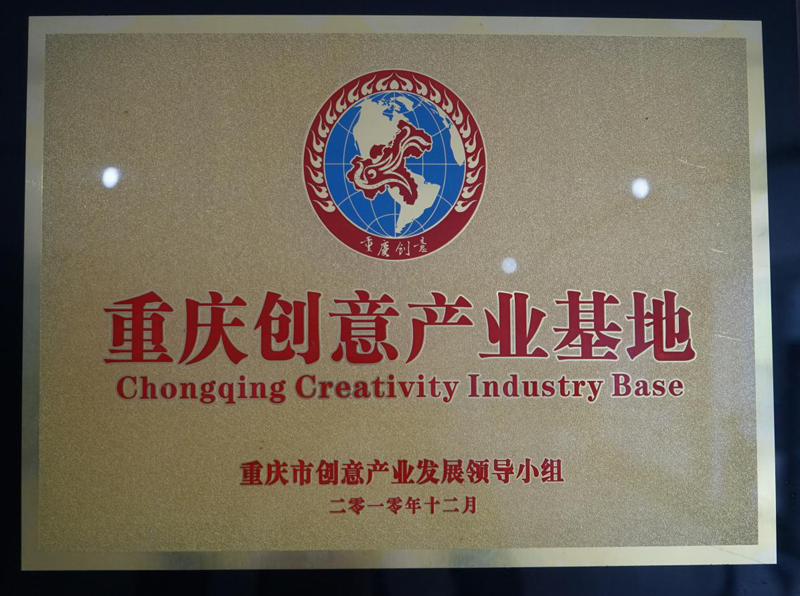 重庆创意
重庆创意产业基地
Chongqing Creativity Industry Base
重庆市创意产业发展领导小组
二零一零年十二月